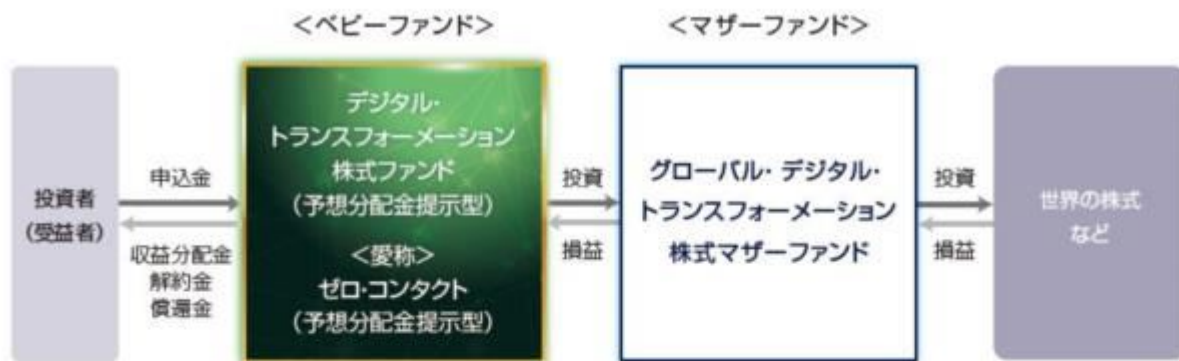 ＜ベビーファンド＞
＜マザーファンド＞
投資者
（受益者）
申込金
収益分配金
解約金
償還金
デジタル・
トランスフォーメーション
株式ファンド
（予想分配金提示型）
＜愛称＞
ゼロ・コンタクト
（予想分配金提示型）
投資
損益
グローバル・デジタル・
トランスフォーメーション
株式マザーファンド
投資
損益
世界の株式
など